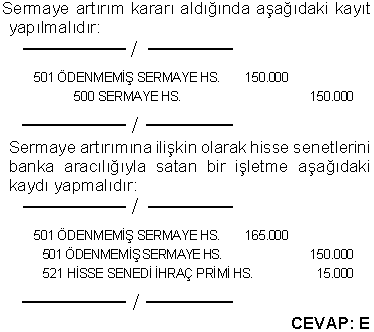 Sermaye artırım kararı aldığında aşağıdaki kayıt
yapılmalıdır:
/
501 ÖDENMEMİŞ SERMAYE HS. 150.000
500 SERMAYE HS. 150.000
/
Sermaye artırımına ilişkin olarak hisse senetlerini
banka aracılığıyla satan bir işletme aşağıdaki
kaydı yapmalıdır:
/
501 ÖDENMEMİŞ SERMAYE HS. 165.000
501 ÖDENMEMİŞ SERMAYE HS. 150.000
521 HİSSE SENEDİ İHRAÇ PRİMİ HS. 15.000
/
CEVAP: E